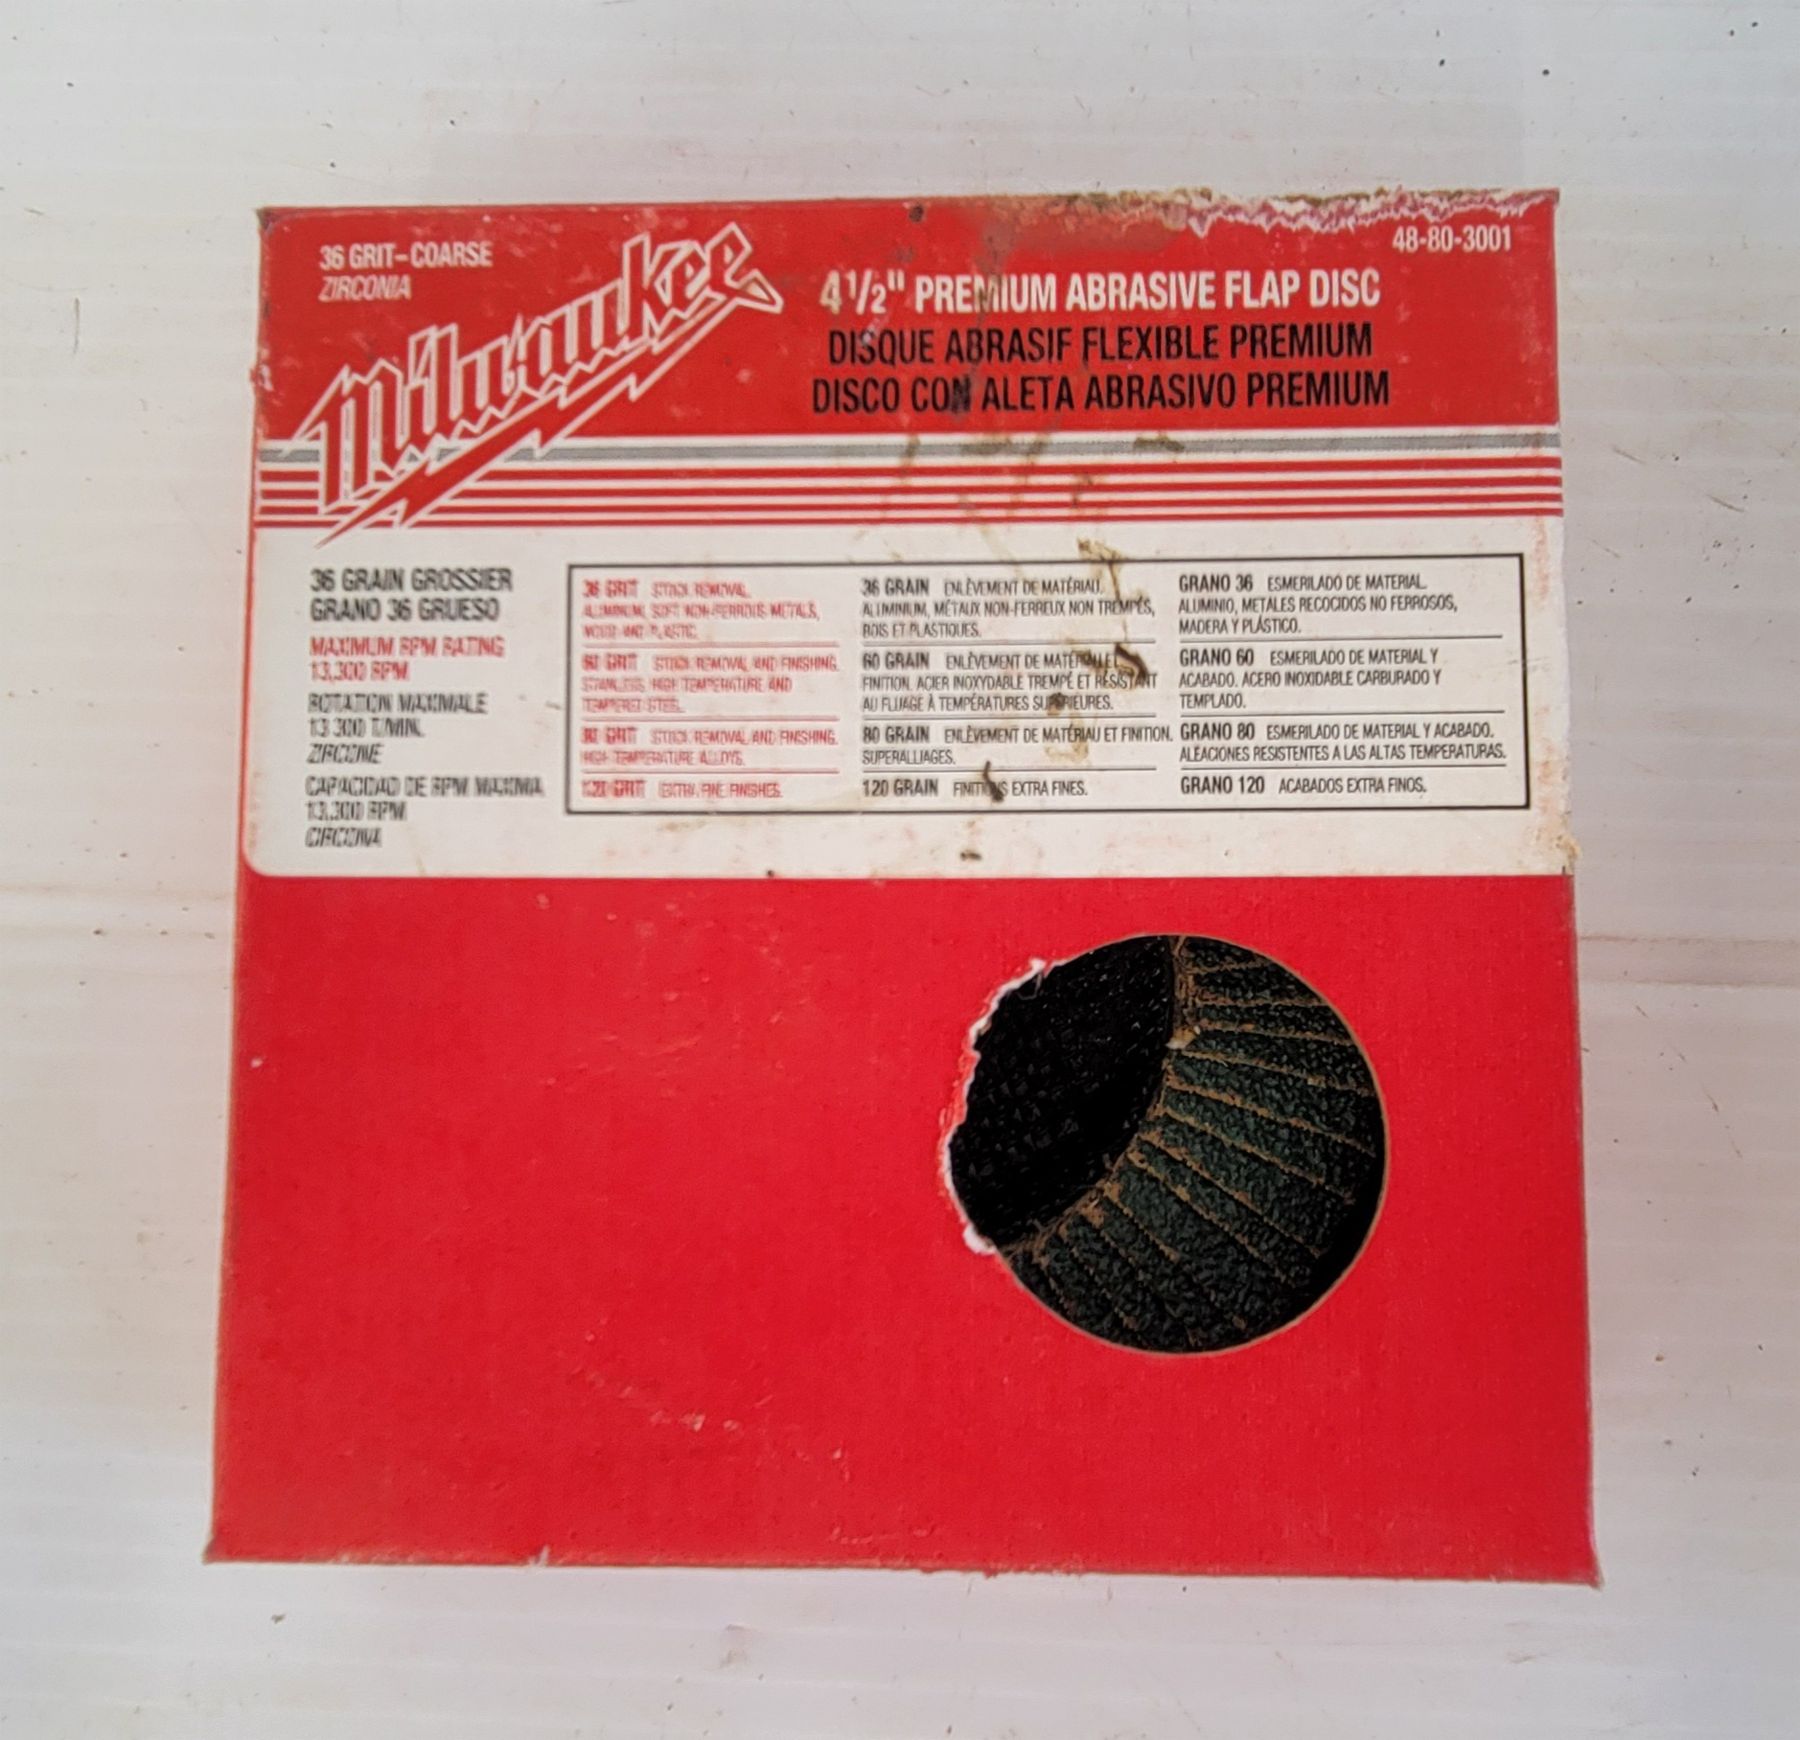 36 GRIT-COARSE
ZIRCONIA
Milwaukee
48-80-3001
4 1/2" PREMIUM ABRASIVE FLAP DISC
DISQUE ABRASIF FLEXIBLE PREMIUM
DISCO CON ALETA ABRASIVO PREMIUM
36 GRAIN GROSSIER
GRANO 36 GRUESO
MAXIMUM RPM RATING
13,300 RPM
ROTATION MAXIMALE
13 300 T/MIN.
ZIRCONE
CAPACIDAD DE RPM MAXIMA
13,300 RPM
CIRCONA
36 GRIT STOCK REMOVAL.
ALUMINUM, SOFT NON-FERROUS METALS,
WOOD AND PLASTIC.
60 GRIT STOCK REMOVAL AND FINISHING.
STAINLESS, HIGH TEMPERATURE AND
TEMPERED STEEL.
80 GRIT STOCK REMOVAL AND FINISHING.
HIGH TEMPERATURE ALLOYS.
120 GRIT EXTRA FINE FINISHES.
36 GRAIN ENLÈVEMENT DE MATÉRIAU.
ALUMINIUM, MÉTAUX NON-FERREUX NON TREMPÉS,
BOIS ET PLASTIQUES.
60 GRAIN ENLÈVEMENT DE MATÉRIAU ET
FINITION. ACIER INOXYDABLE TREMPÉ ET RÉSISTANT
AU FLUAGE À TEMPÉRATURES SUPÉRIEURES.
80 GRAIN ENLÈVEMENT DE MATÉRIAU ET FINITION.
SUPERALLIAGES.
120 GRAIN FINITIONS EXTRA FINES.
GRANO 36 ESMERILADO DE MATERIAL.
ALUMINIO, METALES RECOCIDOS NO FERROSOS,
MADERA Y PLÁSTICO.
GRANO 60 ESMERILADO DE MATERIAL Y
ACABADO. ACERO INOXIDABLE CARBURADO Y
TEMPLADO.
GRANO 80 ESMERILADO DE MATERIAL Y ACABADO.
ALEACIONES RESISTENTES A LAS ALTAS TEMPERATURAS.
GRANO 120 ACABADOS EXTRA FINOS.